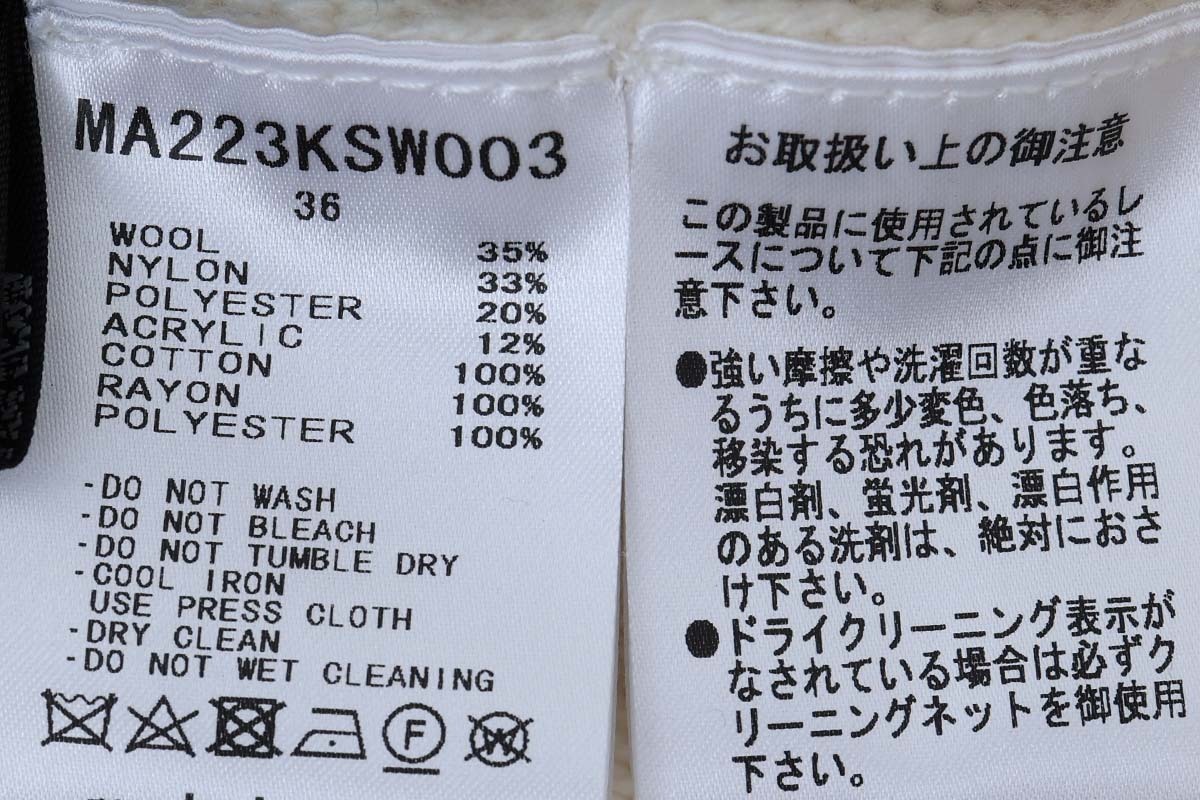 MA223KSW003
36
WOOL 35%
NYLON 33%
POLYESTER 20%
ACRYLIC 12%
COTTON 100%
RAYON 100%
POLYESTER 100%
-DO NOT WASH
-DO NOT BLEACH
-DO NOT TUMBLE DRY
-COOL IRON
USE PRESS CLOTH
-DRY CLEAN
-DO NOT WET CLEANING
F W
お取扱い上の御注意
この製品に使用されているレ
ースについて下記の点に御注
意下さい。
●強い摩擦や洗濯回数が重な
るうちに多少変色、色落ち、
移染する恐れがあります。
漂白剤、蛍光剤、漂白作用
のある洗剤は、絶対におさ
け下さい。
●ドライクリーニング表示が
なされている場合は必ずク
リーニングネットを御使用
下さい。